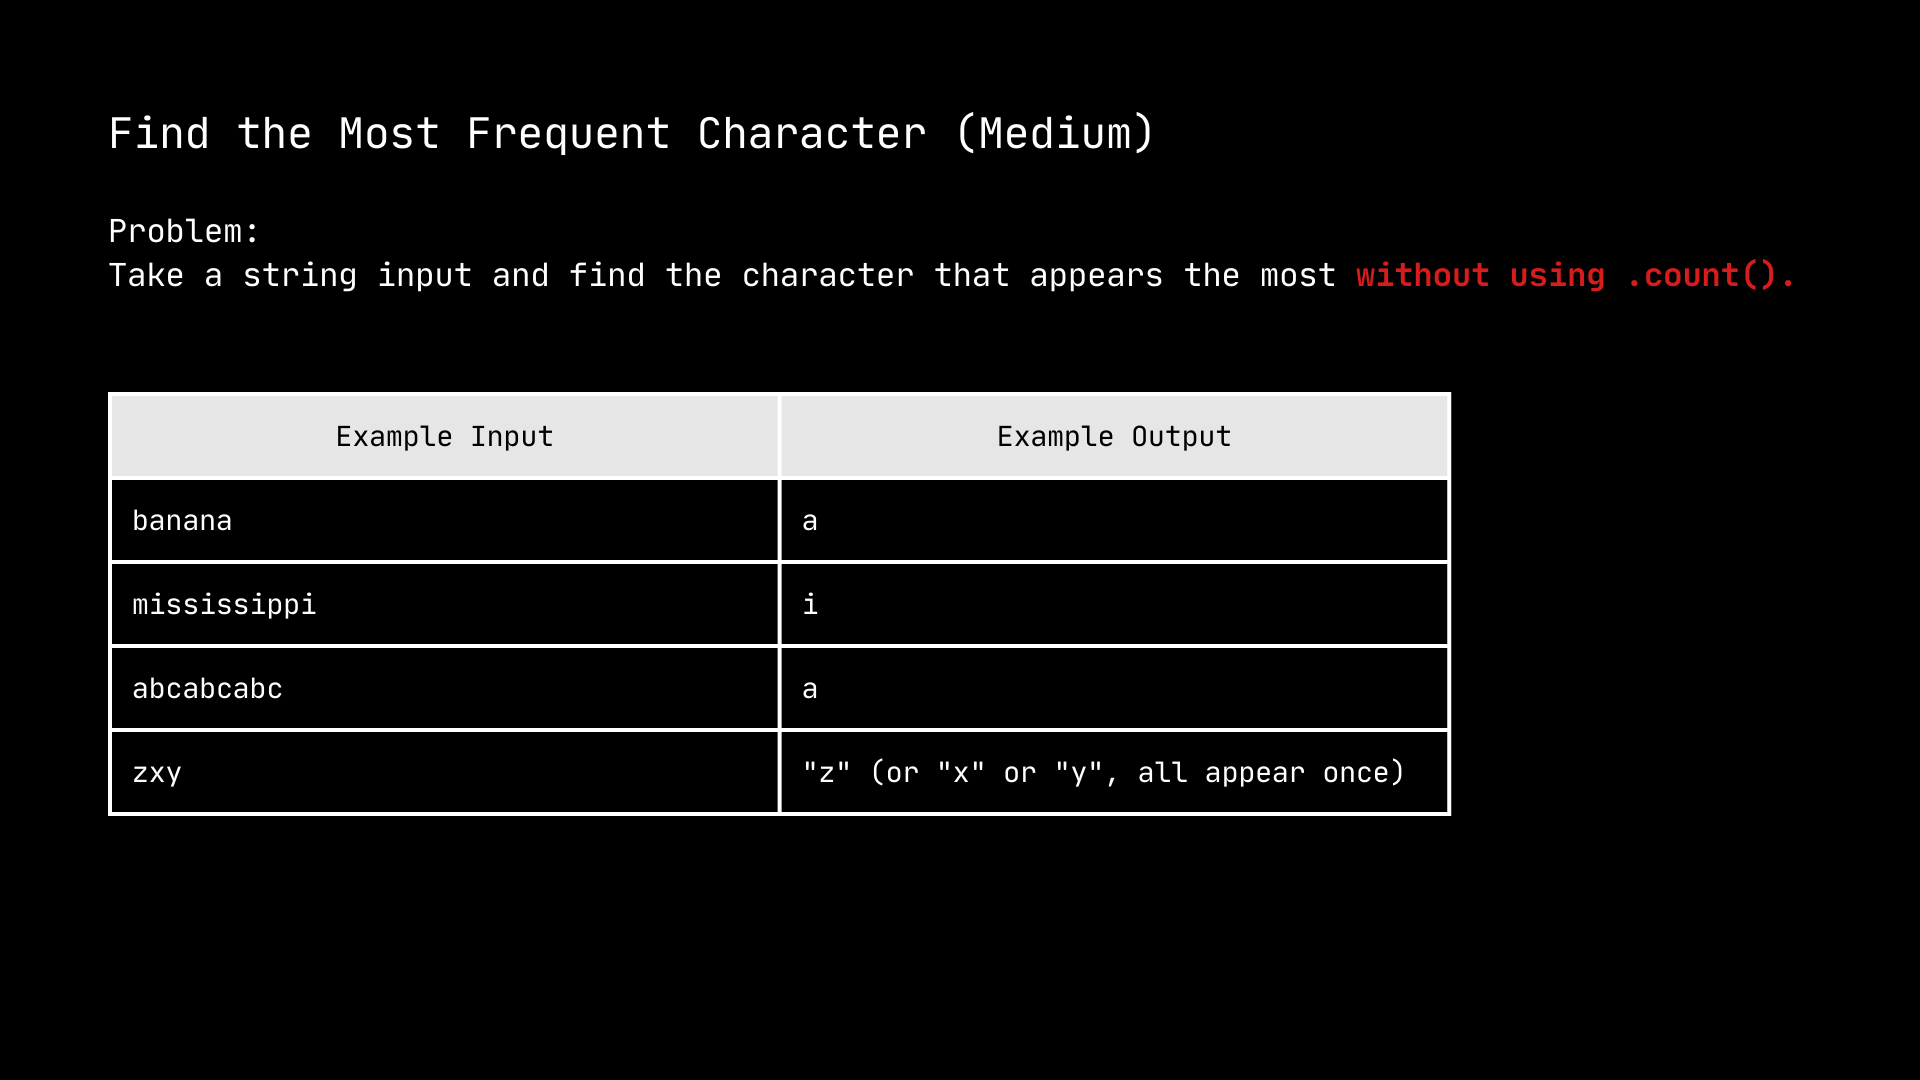 Find the Most Frequent Character (Medium)
Problem:
Take a string input and find the character that appears the most without using .count().
Example Input
Example Output
banana
a
mississippi
i
abcabcabc
a
zxy
"z" (or "x" or "y", all appear once)